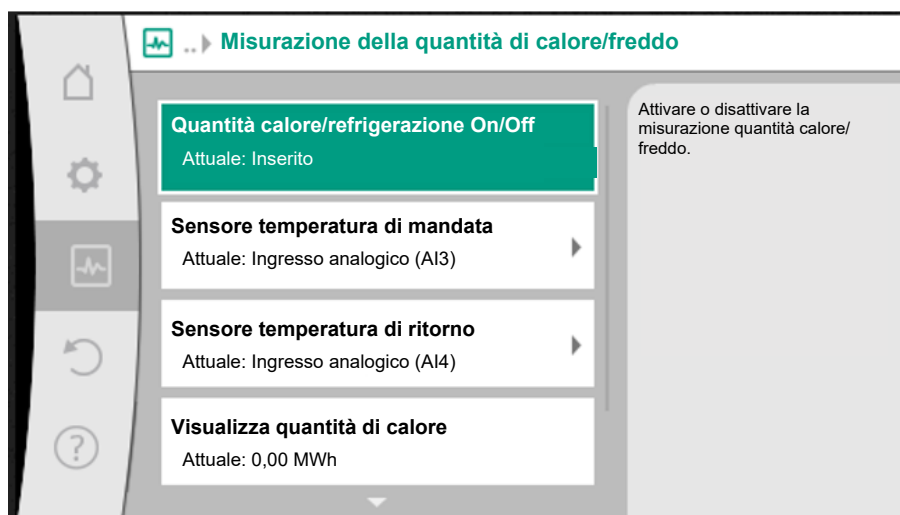 .. Misurazione della quantità di calore/freddo
Quantità calore/refrigerazione On/Off
Attuale: Inserito
Sensore temperatura di mandata
Attuale: Ingresso analogico (AI3)
Sensore temperatura di ritorno
Attuale: Ingresso analogico (AI4)
Visualizza quantità di calore
Attuale: 0,00 MWh
Attivare o disattivare la
misurazione quantità calore/
freddo.
?